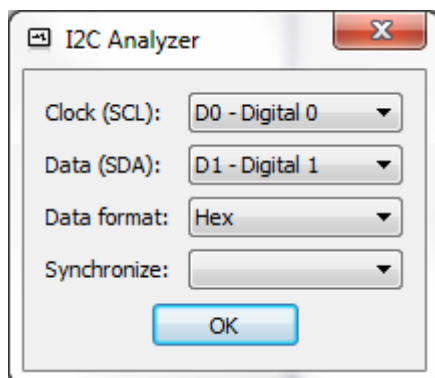 I2C Analyzer
Clock (SCL): D0 - Digital 0
Data (SDA): D1 - Digital 1
Data format: Hex
Synchronize:
OK